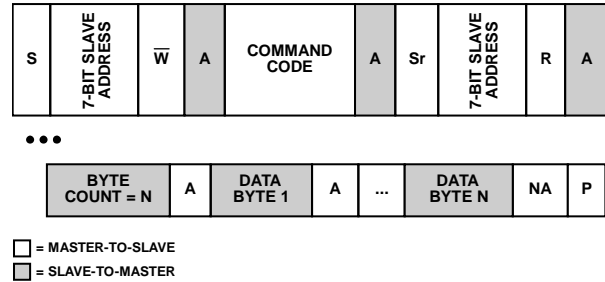 S
7-BIT SLAVE
ADDRESS
W̅
A
COMMAND
CODE
A
Sr
7-BIT SLAVE
ADDRESS
R
A
•••
BYTE
COUNT = N
A
DATA
BYTE 1
A
...
DATA
BYTE N
NA
P
= MASTER-TO-SLAVE
= SLAVE-TO-MASTER